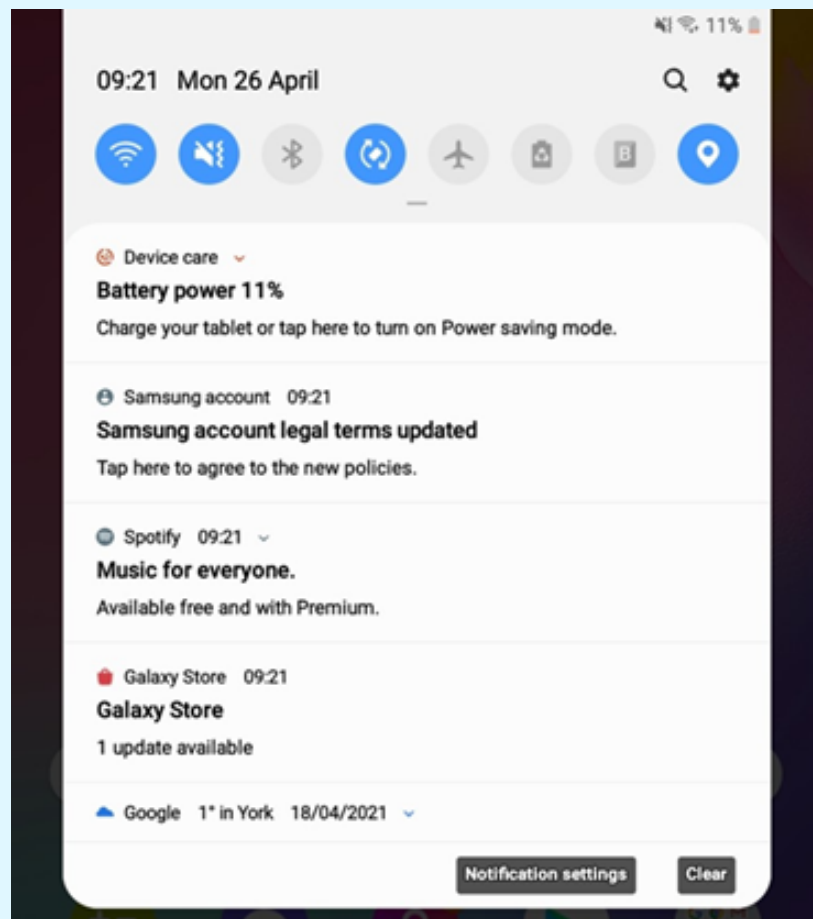 11%
09:21 Mon 26 April
B
Device care
Battery power 11%
Charge your tablet or tap here to turn on Power saving mode.
Samsung account 09:21
Samsung account legal terms updated
Tap here to agree to the new policies.
Spotify 09:21
Music for everyone.
Available free and with Premium.
Galaxy Store 09:21
Galaxy Store
1 update available
Google 1° in York 18/04/2021
Notification settings Clear